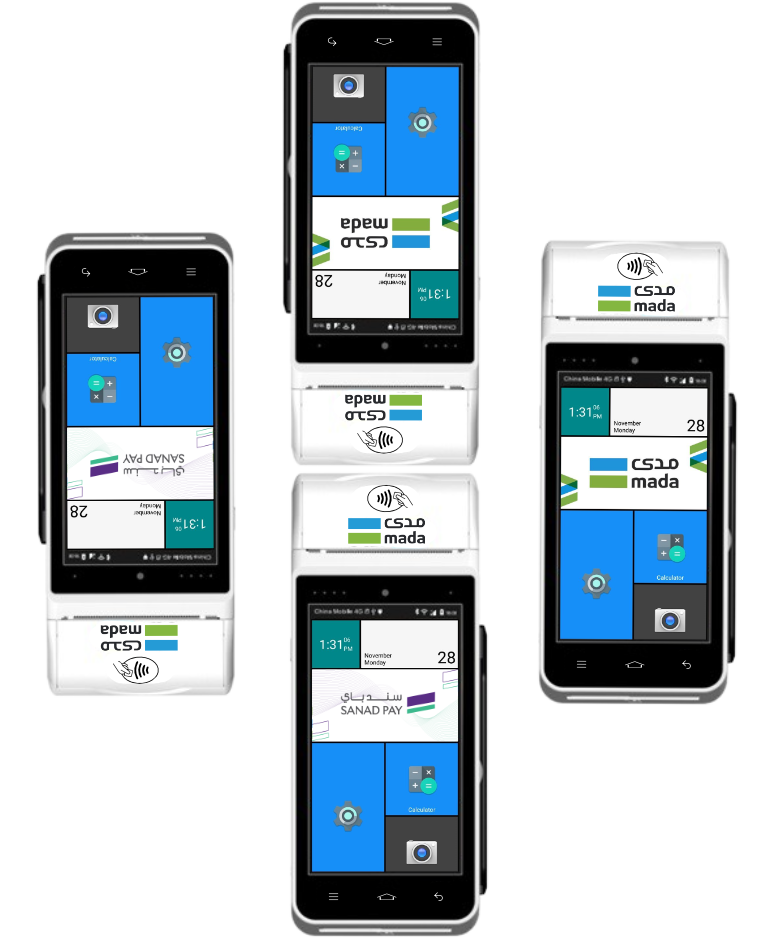 مدى
mada
China Mobile 4G
1:31 06 PM
November
Monday
28
مدى
mada
Calculator
مدى
mada
China Mobile 4G
1:31 06 PM
November
Monday
28
سند باي
SANAD PAY
Calculator
مدى
mada
China Mobile 4G
1:31 06 PM
November
Monday
28
مدى
mada
Calculator
مدى
mada
China Mobile 4G
1:31 06 PM
November
Monday
28
سند باي
SANAD PAY
Calculator